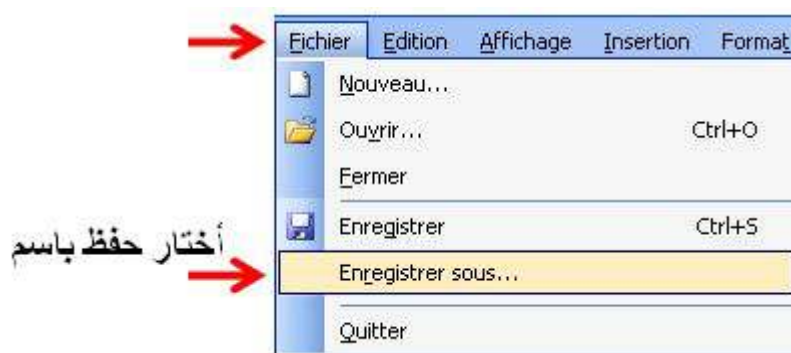 Fichier Edition Affichage Insertion Format
Nouveau...
Ouvrir... Ctrl+O
Fermer
Enregistrer Ctrl+S
أختار حفظ باسم
Enregistrer sous...
Quitter